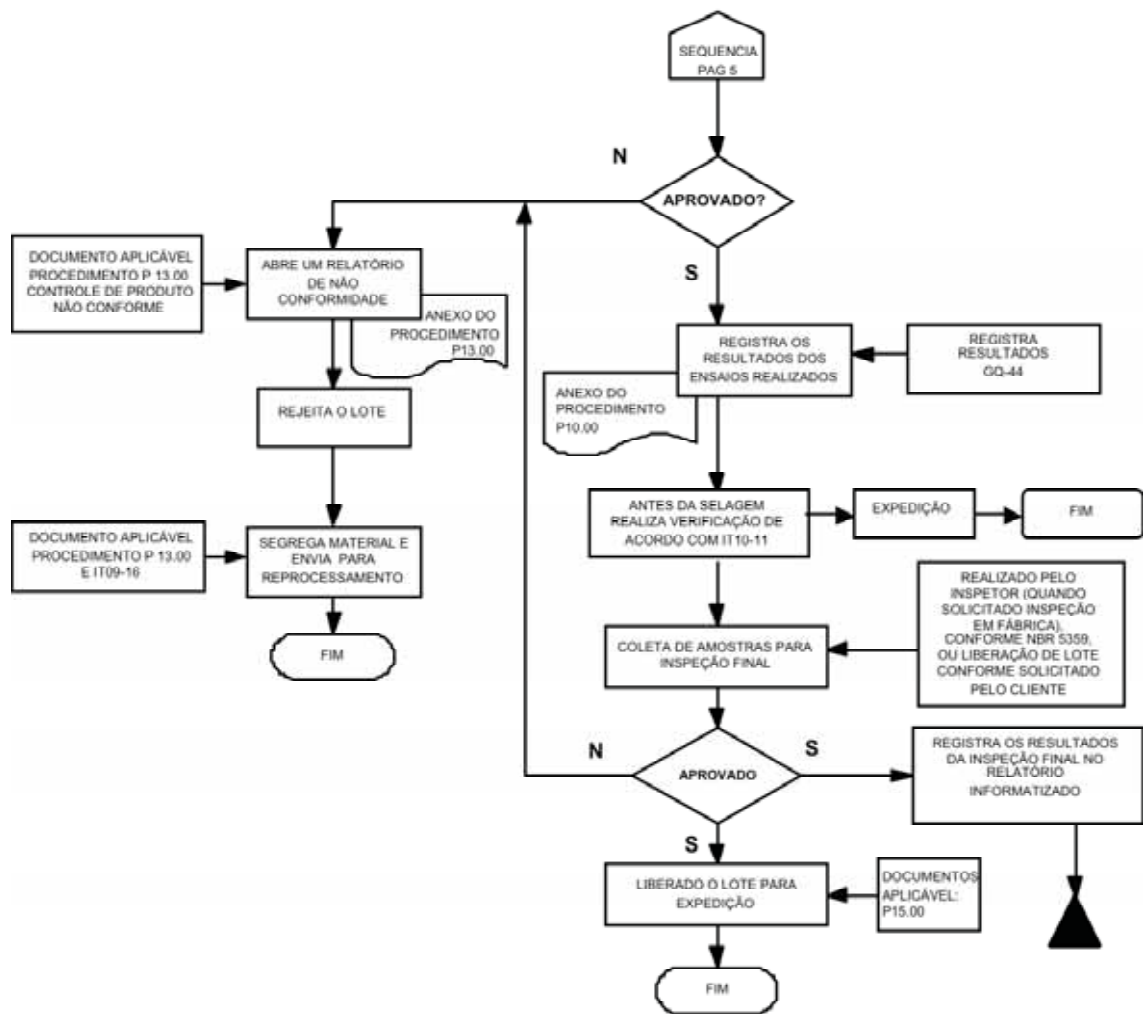 SEQUENCIA
PAG 5
N
APROVADO?
S
DOCUMENTO APLICÁVEL
PROCEDIMENTO P 13.00
CONTROLE DE PRODUTO
NÃO CONFORME
ABRE UM RELATÓRIO
DE NÃO
CONFORMIDADE
ANEXO DO
PROCEDIMENTO
P13.00
REGISTRA OS
RESULTADOS DOS
ENSAIOS REALIZADOS
REGISTRA
RESULTADOS
GQ-44
ANEXO DO
PROCEDIMENTO
P10.00
REJEITA O LOTE
ANTES DA SELAGEM
REALIZA VERIFICAÇÃO DE
ACORDO COM IT10-11
EXPEDIÇÃO
FIM
DOCUMENTO APLICÁVEL
PROCEDIMENTO P 13.00
E IT09-16
SEGREGA MATERIAL E
ENVIA PARA
REPROCESSAMENTO
FIM
COLETA DE AMOSTRAS PARA
INSPEÇÃO FINAL
REALIZADO PELO
INSPETOR (QUANDO
SOLICITADO INSPEÇÃO
EM FÁBRICA),
CONFORME NBR 5359,
OU LIBERAÇÃO DE LOTE
CONFORME SOLICITADO
PELO CLIENTE
N
APROVADO
S
REGISTRA OS RESULTADOS
DA INSPEÇÃO FINAL NO
RELATÓRIO
INFORMATIZADO
S
LIBERADO O LOTE PARA
EXPEDIÇÃO
DOCUMENTOS
APLICÁVEL:
P15.00
FIM